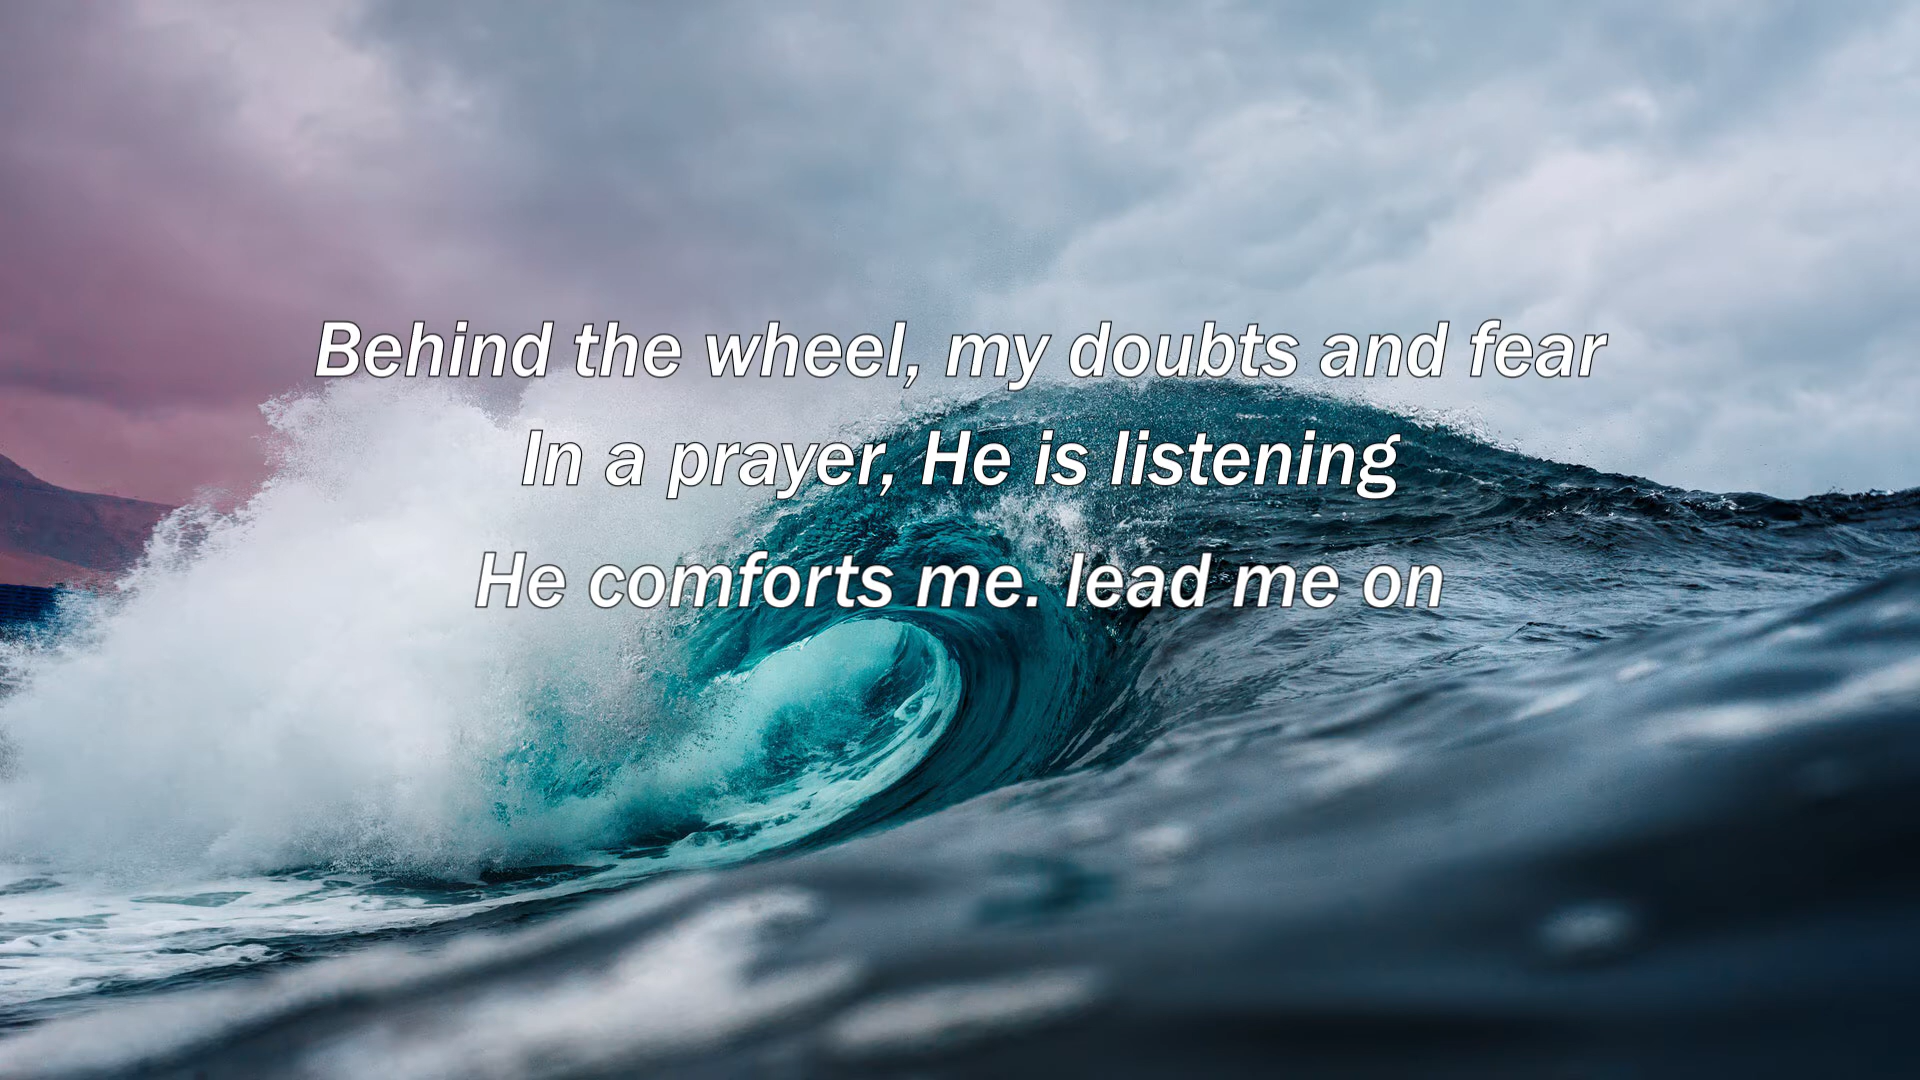 Behind the wheel, my doubts and fear
In a prayer, He is listening
He comforts me. lead me on